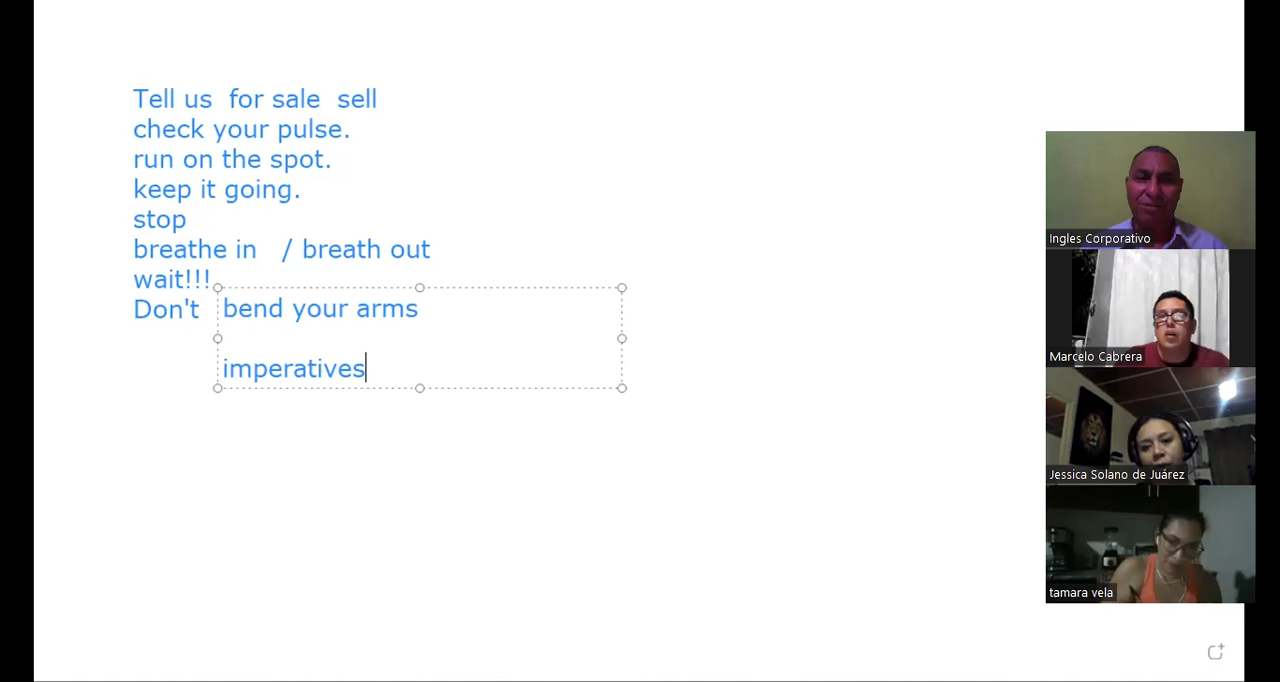 Tell us  for sale  sell
check your pulse.
run on the spot.
keep it going.
stop
breathe in   / breath out
wait!!!
Don't  bend your arms
imperatives
Ingles Corporativo
Marcelo Cabrera
Jessica Solano de Juárez
tamara vela